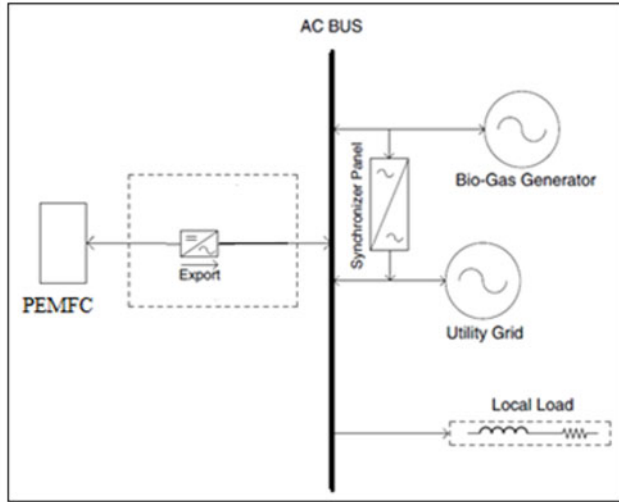 AC BUS
Bio-Gas Generator
Synchronizer Panel
Export
PEMFC
Utility Grid
Local Load